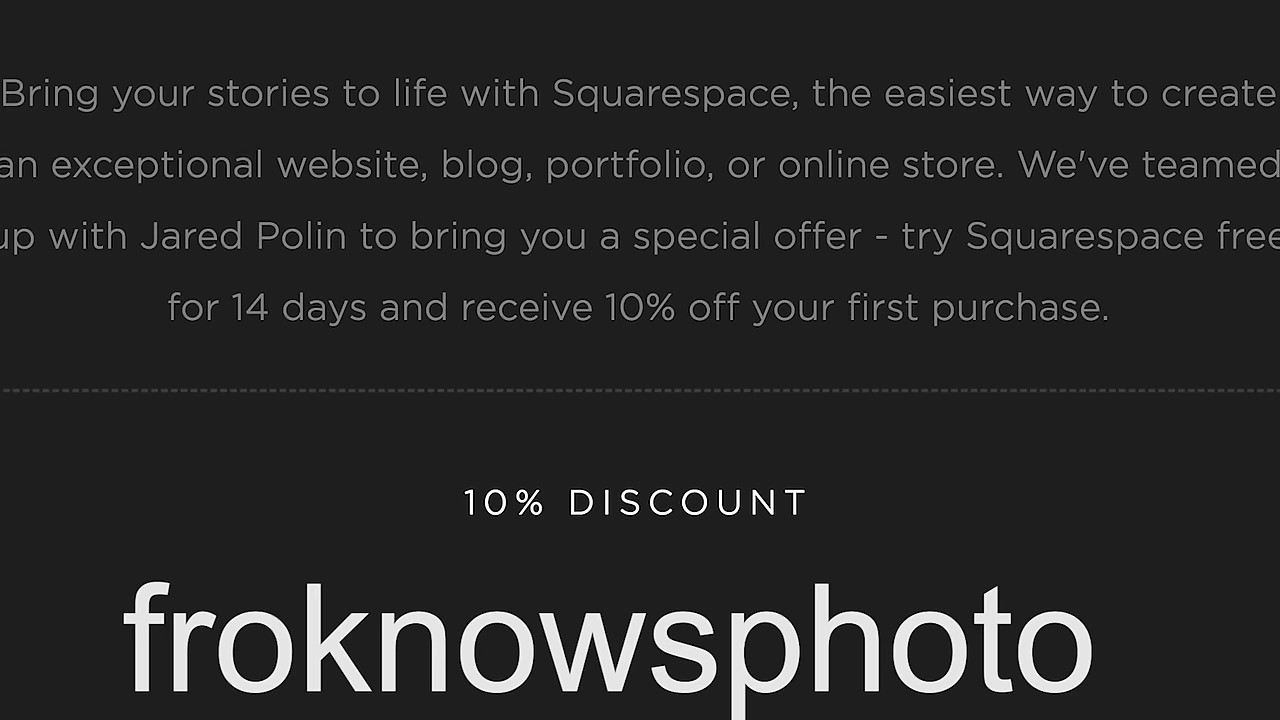 Bring your stories to life with Squarespace, the easiest way to create
an exceptional website, blog, portfolio, or online store. We've teamed
up with Jared Polin to bring you a special offer - try Squarespace free
for 14 days and receive 10% off your first purchase.
10% DISCOUNT
froknowsphoto